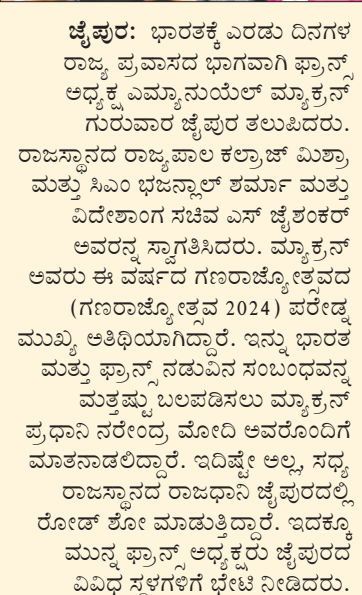 ಜೈಪುರ: ಭಾರತಕ್ಕೆ ಎರಡು ದಿನಗಳ
ರಾಜ್ಯ ಪ್ರವಾಸದ ಭಾಗವಾಗಿ ಫ್ರಾನ್ಸ್
ಅಧ್ಯಕ್ಷ ಎಮ್ಯಾನುಯೆಲ್ ಮ್ಯಾಕ್ರನ್
ಗುರುವಾರ ಜೈಪುರ ತಲುಪಿದರು.
ರಾಜಸ್ಥಾನದ ರಾಜ್ಯಪಾಲ ಕಲ್ರಾಜ್ ಮಿಶ್ರಾ
ಮತ್ತು ಸಿಎಂ ಭಜನ್ಲಾಲ್ ಶರ್ಮಾ ಮತ್ತು
ವಿದೇಶಾಂಗ ಸಚಿವ ಎಸ್ ಜೈಶಂಕರ್
ಅವರನ್ನ ಸ್ವಾಗತಿಸಿದರು. ಮ್ಯಾಕ್ರನ್
ಅವರು ಈ ವರ್ಷದ ಗಣರಾಜ್ಯೋತ್ಸವದ
(ಗಣರಾಜ್ಯೋತ್ಸವ 2024) ಪರೇಡ್ನ
ಮುಖ್ಯ ಅತಿಥಿಯಾಗಿದ್ದಾರೆ. ಇನ್ನು ಭಾರತ
ಮತ್ತು ಫ್ರಾನ್ಸ್ ನಡುವಿನ ಸಂಬಂಧವನ್ನ
ಮತ್ತಷ್ಟು ಬಲಪಡಿಸಲು ಮ್ಯಾಕ್ರನ್
ಪ್ರಧಾನಿ ನರೇಂದ್ರ ಮೋದಿ ಅವರೊಂದಿಗೆ
ಮಾತನಾಡಲಿದ್ದಾರೆ. ಇದಿಷ್ಟೇ ಅಲ್ಲ, ಸಧ್ಯ
ರಾಜಸ್ಥಾನದ ರಾಜಧಾನಿ ಜೈಪುರದಲ್ಲಿ
ರೋಡ್ ಶೋ ಮಾಡುತ್ತಿದ್ದಾರೆ. ಇದಕ್ಕೂ
ಮುನ್ನ ಫ್ರಾನ್ಸ್ ಅಧ್ಯಕ್ಷರು ಜೈಪುರದ
ವಿವಿಧ ಸ್ಥಳಗಳಿಗೆ ಭೇಟಿ ನೀಡಿದರು.